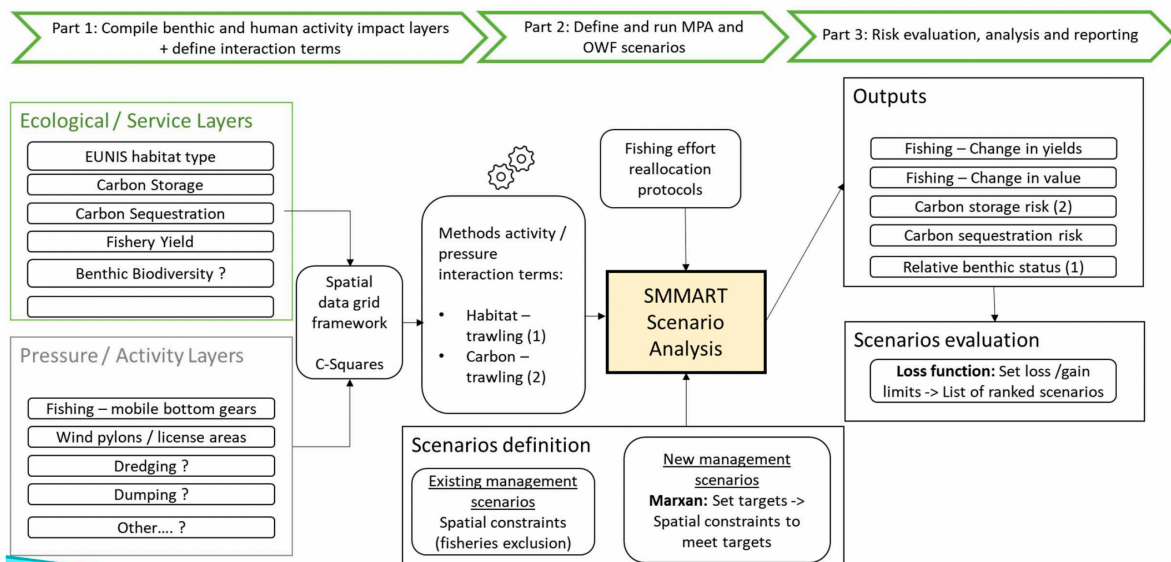 Part 1: Compile benthic and human activity impact layers
+ define interaction terms
Part 2: Define and run MPA and
OWF scenarios
Part 3: Risk evaluation, analysis and reporting
Ecological / Service Layers
EUNIS habitat type
Carbon Storage
Carbon Sequestration
Fishery Yield
Benthic Biodiversity ?
Pressure / Activity Layers
Fishing – mobile bottom gears
Wind pylons / license areas
Dredging ?
Dumping ?
Other.... ?
Spatial
data grid
framework
C-Squares
Methods activity /
pressure
interaction terms:
• Habitat –
trawling (1)
• Carbon –
trawling (2)
Fishing effort
reallocation
protocols
SMMART
Scenario
Analysis
Scenarios definition
Existing management
scenarios
Spatial constraints
(fisheries exclusion)
New management
scenarios
Marxan: Set targets ->
Spatial constraints to
meet targets
Outputs
Fishing – Change in yields
Fishing – Change in value
Carbon storage risk (2)
Carbon sequestration risk
Relative benthic status (1)
Scenarios evaluation
Loss function: Set loss /gain
limits -> List of ranked scenarios